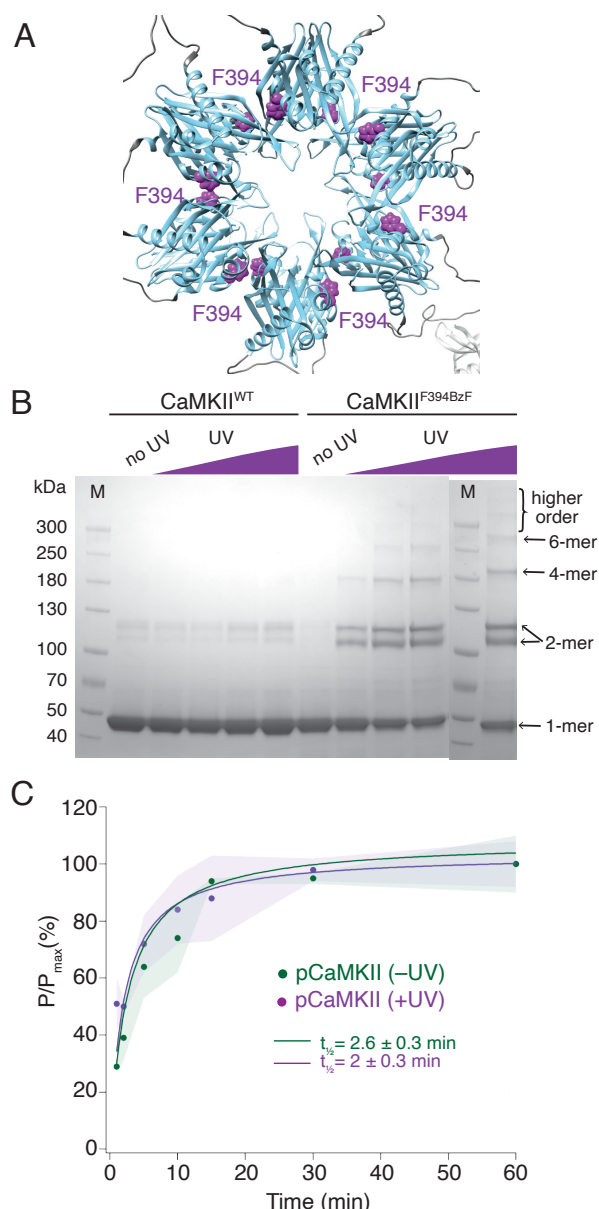 A
F394
F394
F394
F394
F394
F394
B
CaMKII^WT
CaMKII^F394BzF
no UV
UV
no UV
UV
kDa
M
M
300
250
180
130
100
70
50
40
higher
order
6-mer
4-mer
2-mer
1-mer
C
120
100
80
60
40
20
0
P/P_max(%)
pCaMKII (–UV)
pCaMKII (+UV)
t_½= 2.6 ± 0.3 min
t_½= 2 ± 0.3 min
0
10
20
30
40
50
60
Time (min)